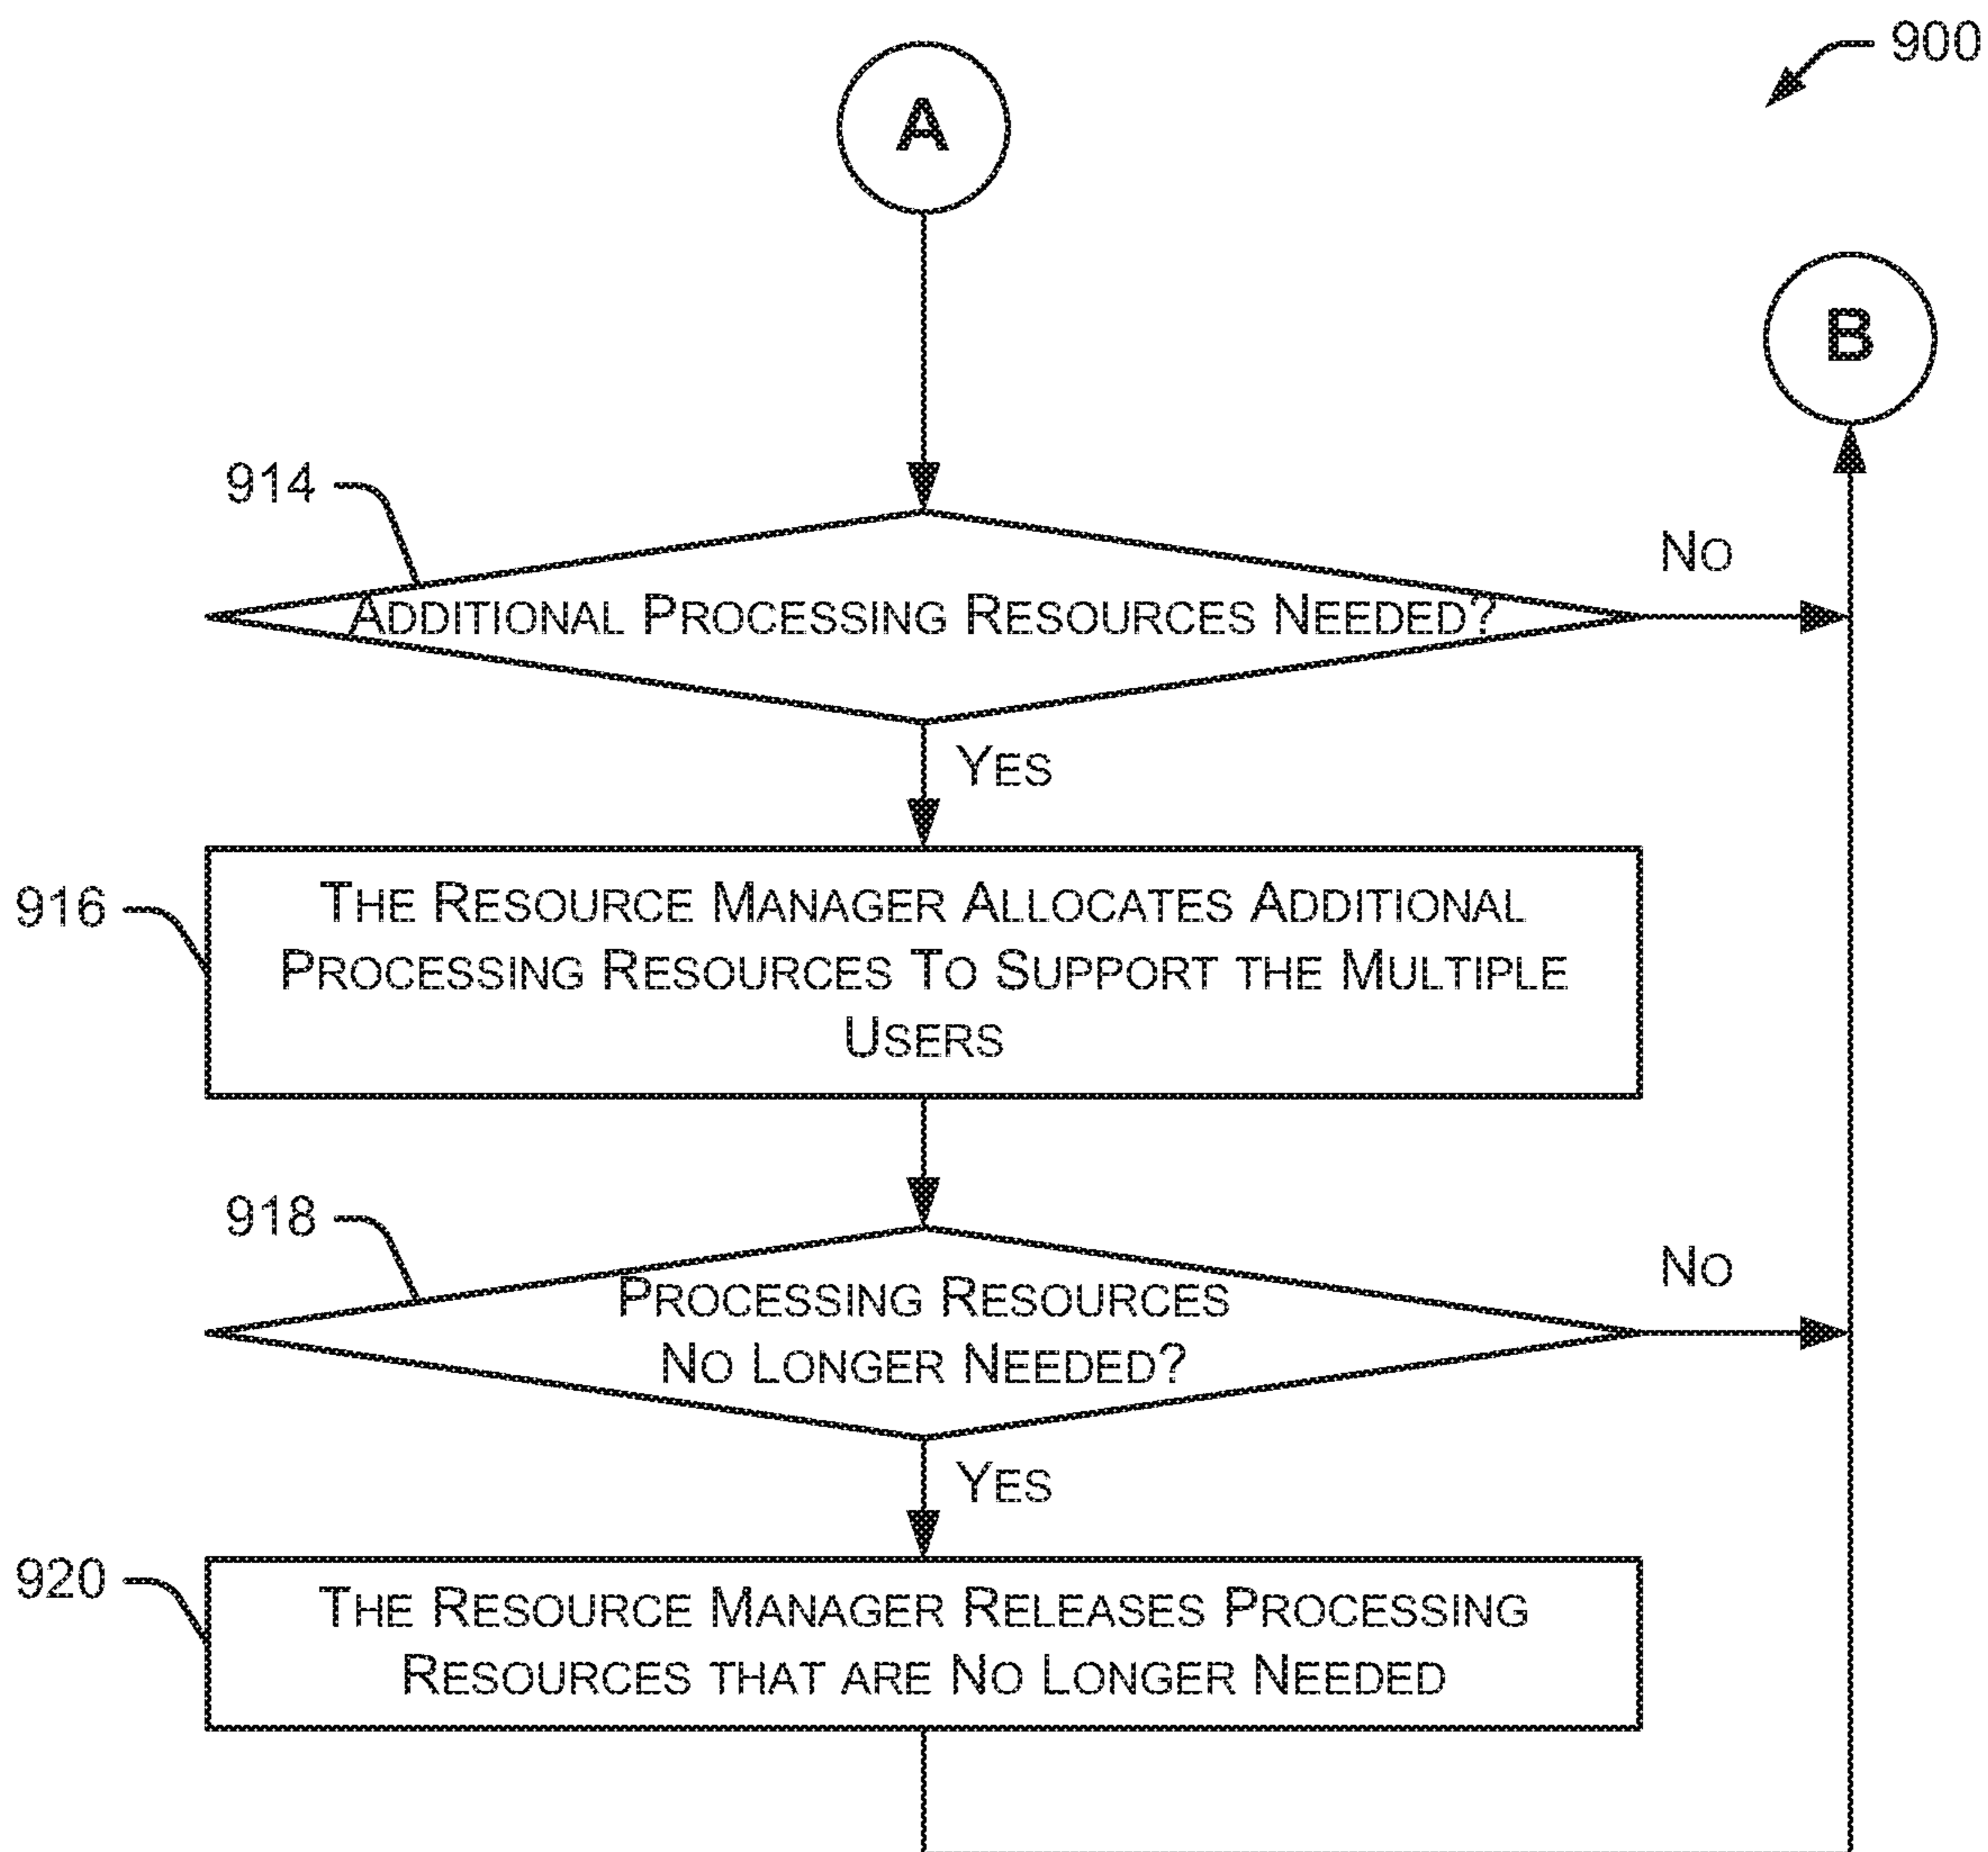 900
A
B
914
ADDITIONAL PROCESSING RESOURCES NEEDED?
NO
YES
916
THE RESOURCE MANAGER ALLOCATES ADDITIONAL
PROCESSING RESOURCES TO SUPPORT THE MULTIPLE
USERS
918
PROCESSING RESOURCES
NO LONGER NEEDED?
NO
YES
920
THE RESOURCE MANAGER RELEASES PROCESSING
RESOURCES THAT ARE NO LONGER NEEDED